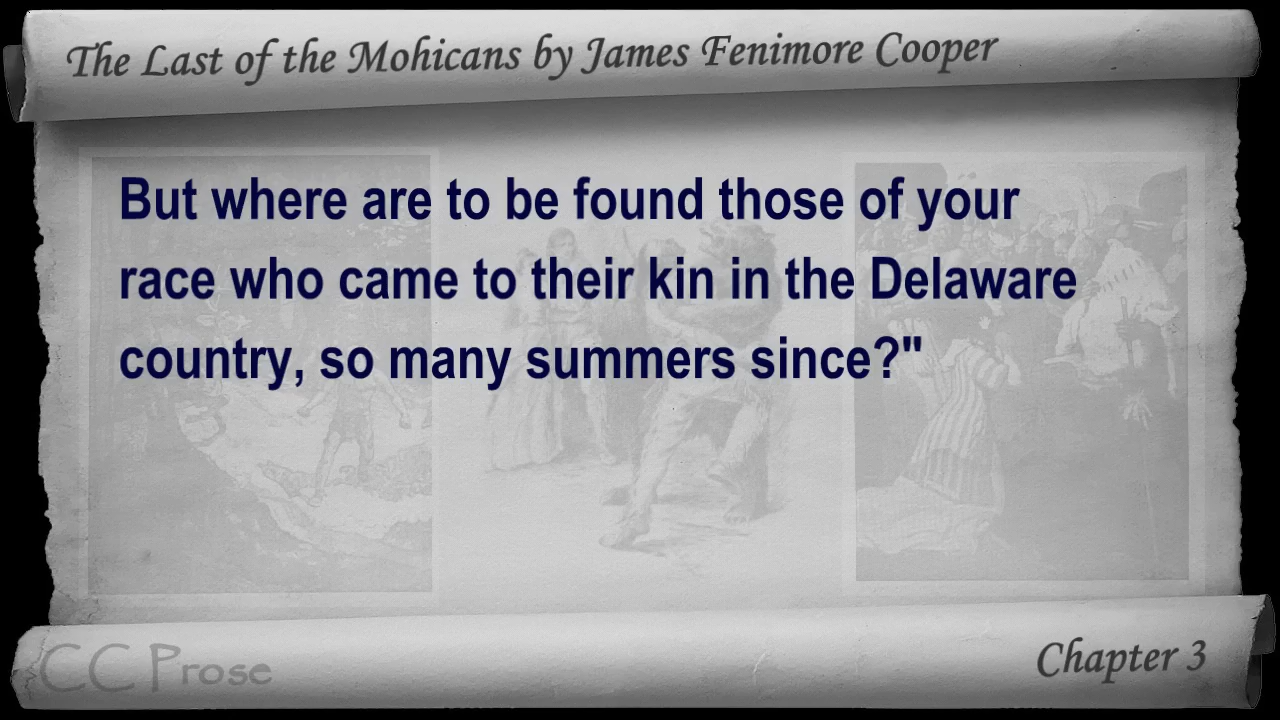 The Last of the Mohicans by James Fenimore Cooper
But where are to be found those of your
race who came to their kin in the Delaware
country, so many summers since?"
CC Prose
Chapter 3